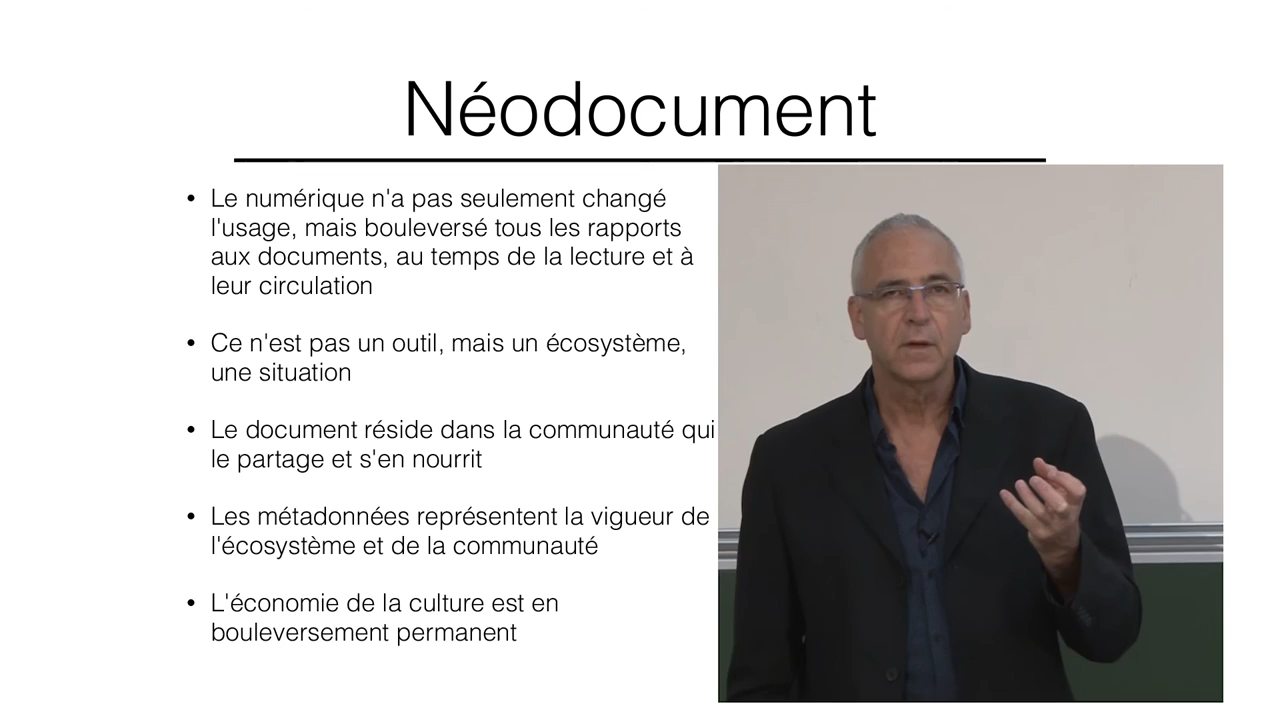 Néodocument
• Le numérique n'a pas seulement changé
l'usage, mais bouleversé tous les rapports
aux documents, au temps de la lecture et à
leur circulation
• Ce n'est pas un outil, mais un écosystème,
une situation
• Le document réside dans la communauté qui
le partage et s'en nourrit
• Les métadonnées représentent la vigueur de
l'écosystème et de la communauté
• L'économie de la culture est en
bouleversement permanent